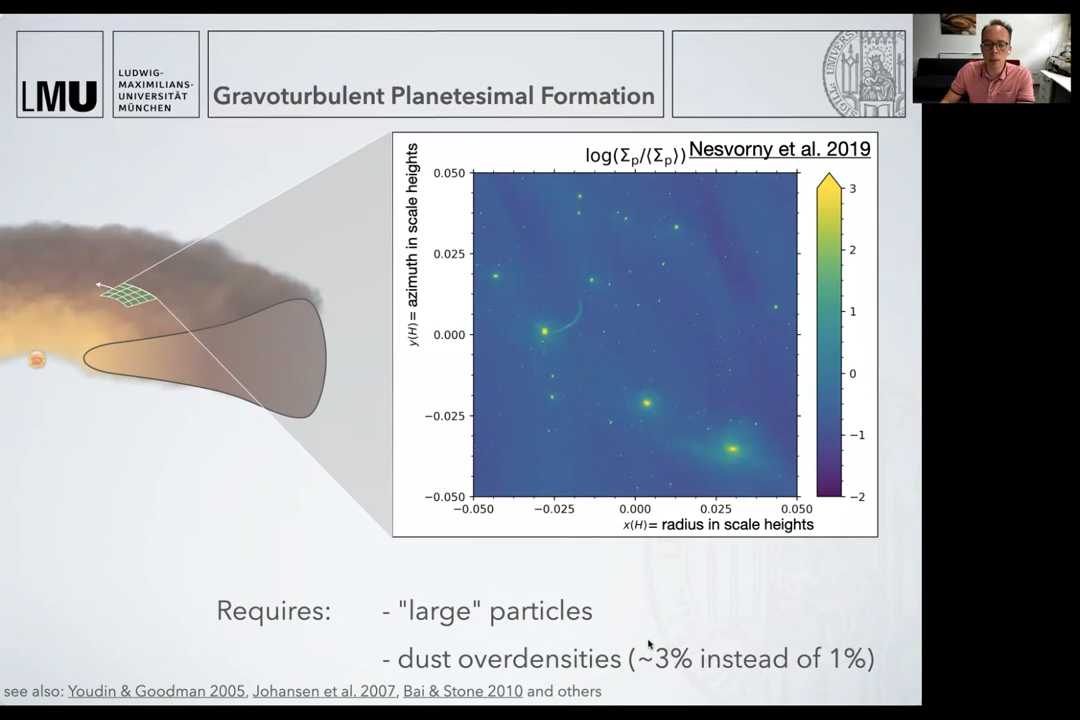 LMU
LUDWIG-
MAXIMILIANS-
UNIVERSITÄT
MÜNCHEN
Gravoturbulent Planetesimal Formation
log(Σp/⟨Σp⟩)
Nesvorny et al. 2019
y(H) = azimuth in scale heights
0.050
0.025
0.000
−0.025
−0.050
−0.050
−0.025
0.000
0.025
0.050
x(H)= radius in scale heights
3
2
1
0
−1
−2
Requires:
- "large" particles
- dust overdensities (~3% instead of 1%)
see also: Youdin & Goodman 2005, Johansen et al. 2007, Bai & Stone 2010 and others